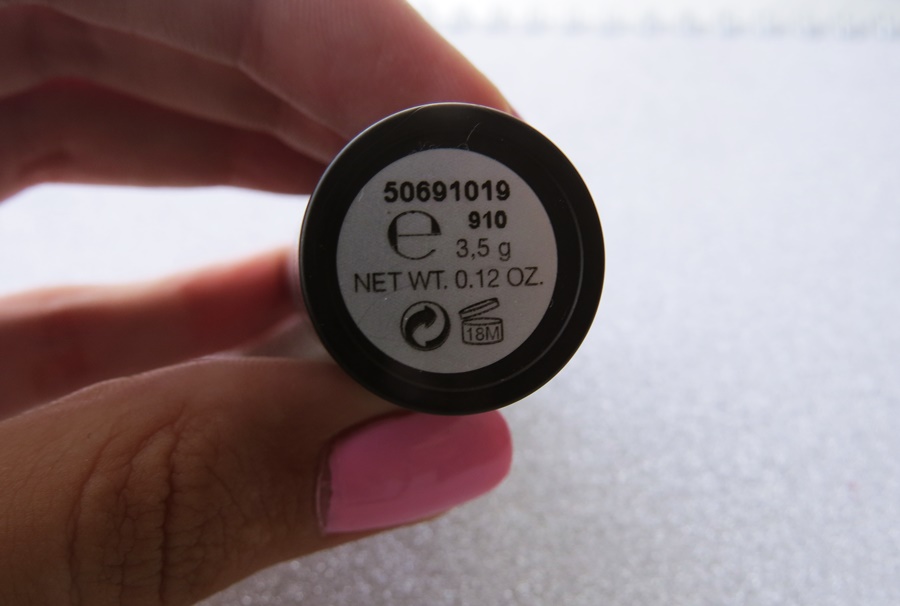 50691019
910
e 3,5 g
NET WT. 0.12 OZ.
18M